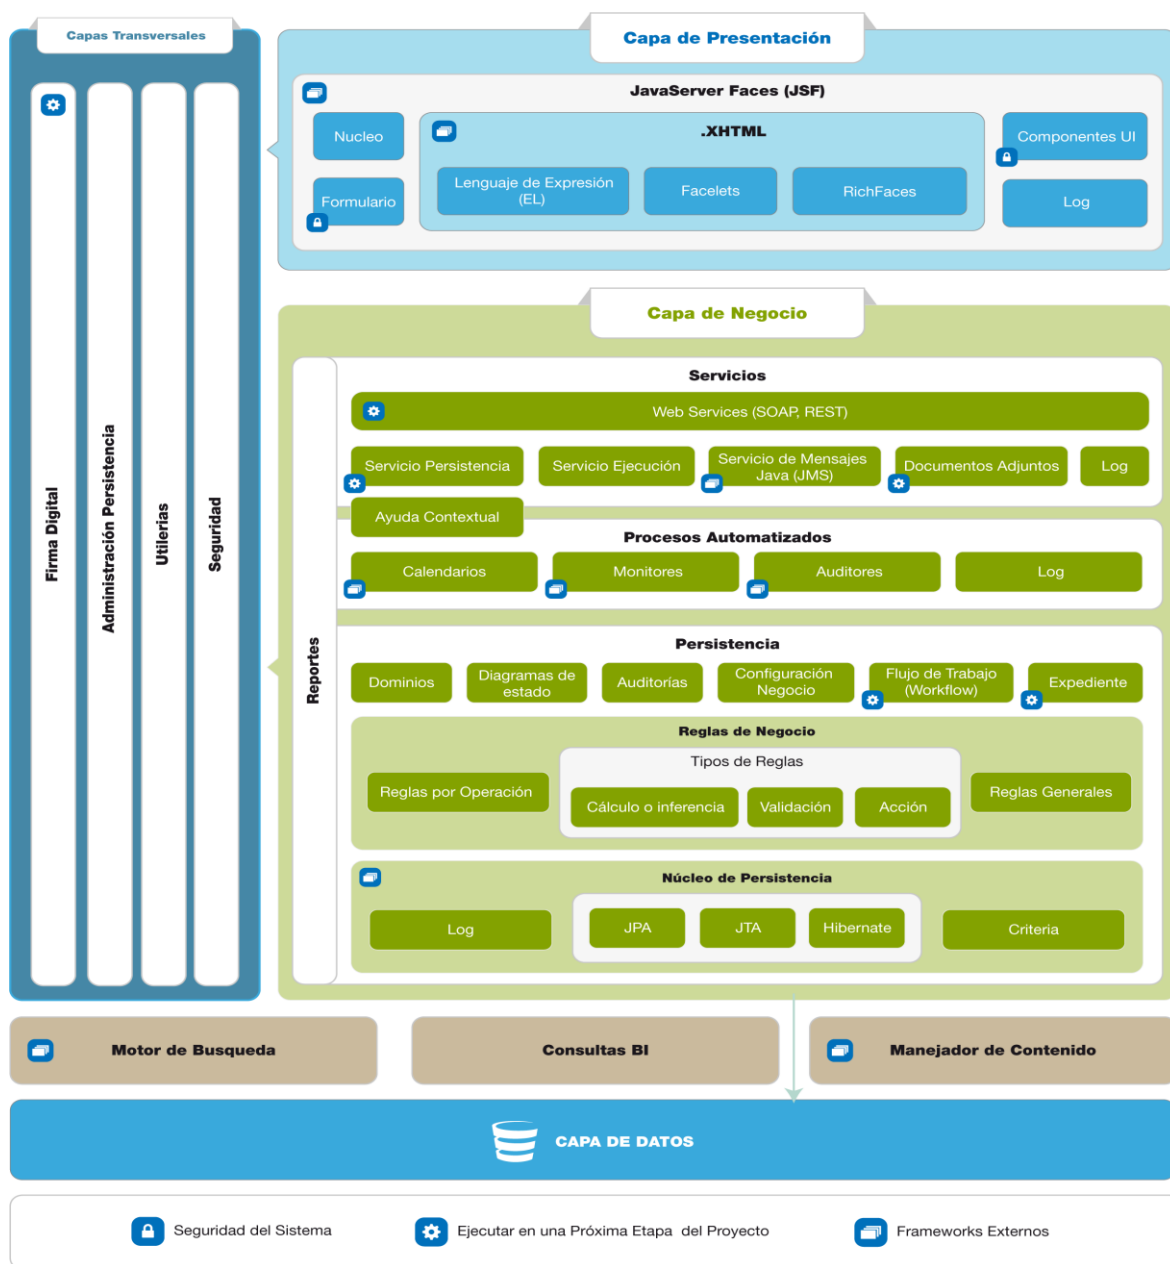 Capas Transversales
Firma Digital
Administración Persistencia
Utilerias
Seguridad
Capa de Presentación
JavaServer Faces (JSF)
Nucleo
Formulario
.XHTML
Lenguaje de Expresión
(EL)
Facelets
RichFaces
Componentes UI
Log
Capa de Negocio
Reportes
Servicios
Web Services (SOAP, REST)
Servicio Persistencia
Servicio Ejecución
Servicio de Mensajes
Java (JMS)
Documentos Adjuntos
Log
Ayuda Contextual
Procesos Automatizados
Calendarios
Monitores
Auditores
Log
Persistencia
Dominios
Diagramas de
estado
Auditorías
Configuración
Negocio
Flujo de Trabajo
(Workflow)
Expediente
Reglas de Negocio
Reglas por Operación
Tipos de Reglas
Cálculo o inferencia
Validación
Acción
Reglas Generales
Núcleo de Persistencia
Log
JPA
JTA
Hibernate
Criteria
Motor de Busqueda
Consultas BI
Manejador de Contenido
CAPA DE DATOS
Seguridad del Sistema
Ejecutar en una Próxima Etapa del Proyecto
Frameworks Externos